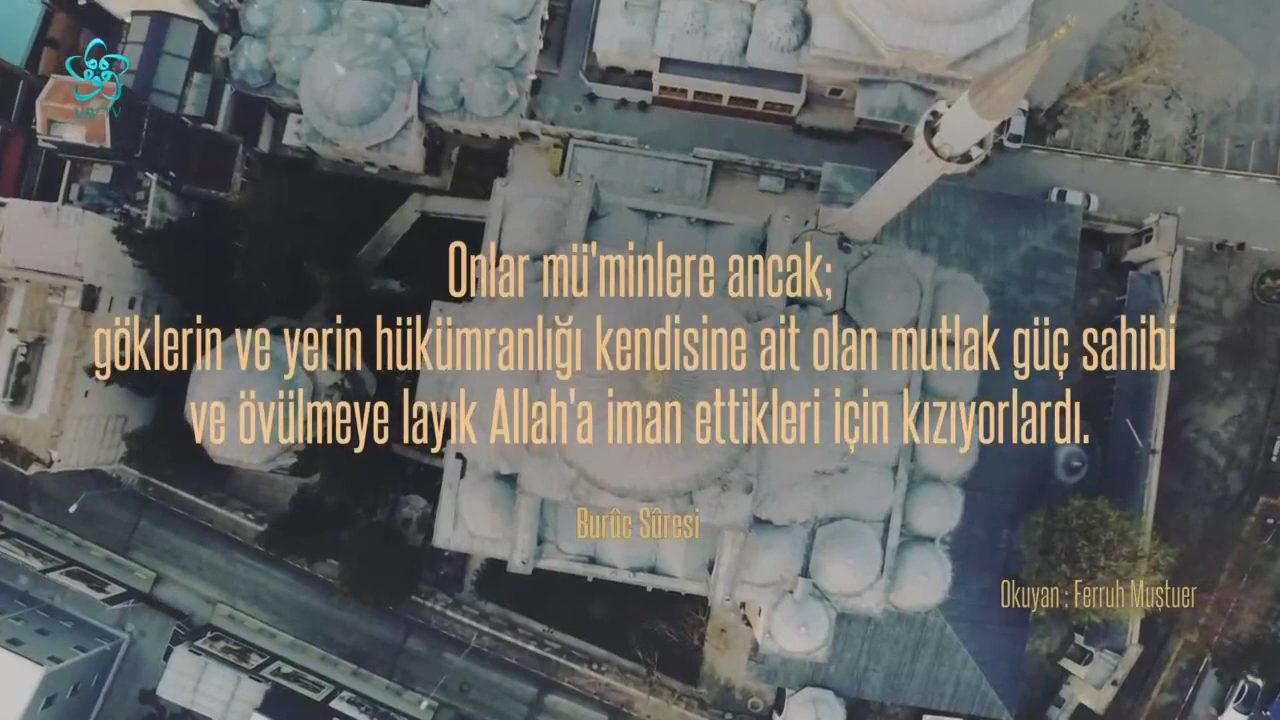 Onlar mü'minlere ancak;
göklerin ve yerin hükümranlığı kendisine ait olan mutlak güç sahibi
ve övülmeye layık Allah'a iman ettikleri için kızıyorlardı.
Burûc Sûresi
Okuyan : Ferruh Muştuer